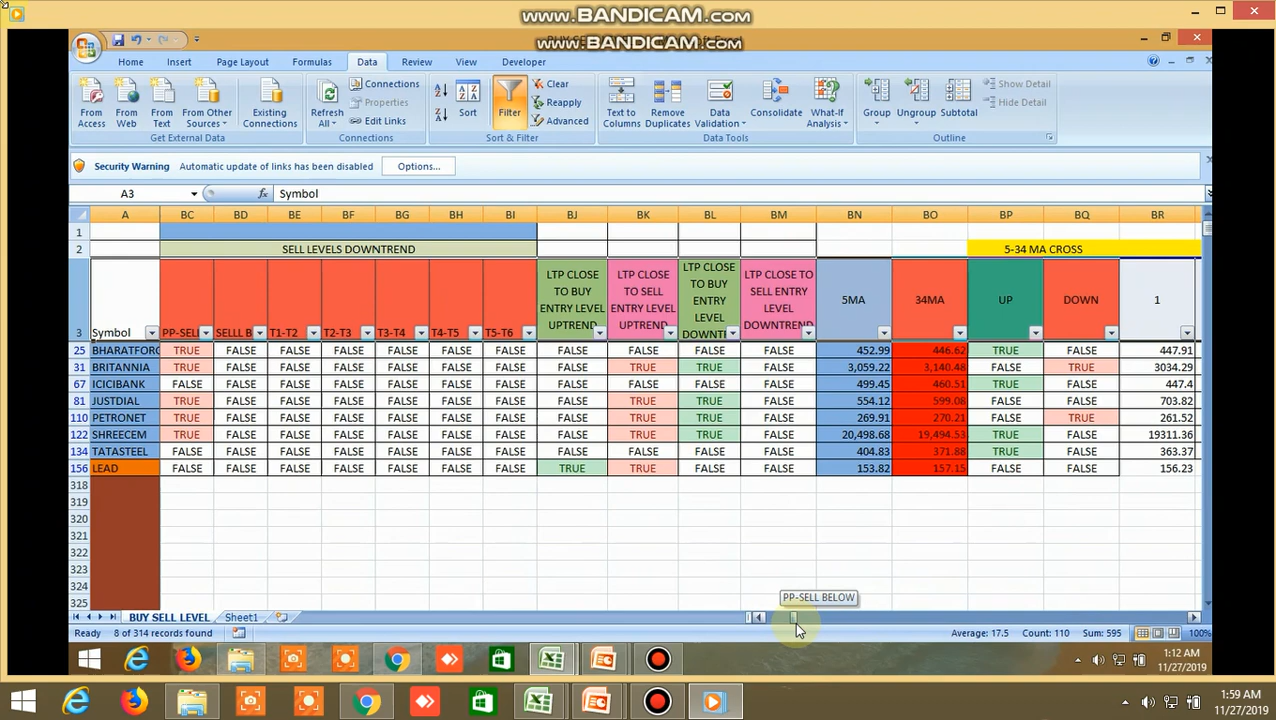 www.BANDICAM.com
www.BANDICAM.com
Home Insert Page Layout Formulas Data Review View Developer
Connections Clear Show Detail
Properties Reapply Hide Detail
Edit Links Advanced
From Access From Web From Text From Other Sources Existing Connections Refresh All Sort Filter Text to Columns Remove Duplicates Data Validation Consolidate What-If Analysis Group Ungroup Subtotal
Get External Data Connections Sort & Filter Data Tools Outline
Security Warning Automatic update of links has been disabled Options...
A3 fx Symbol
A BC BD BE BF BG BH BI BJ BK BL BM BN BO BP BQ BR
1
2 SELL LEVELS DOWNTREND 5-34 MA CROSS
3 Symbol PP-SELL SELLL B T1-T2 T2-T3 T3-T4 T4-T5 T5-T6 LTP CLOSE TO BUY ENTRY LEVEL UPTREND LTP CLOSE TO SELL ENTRY LEVEL UPTREND LTP CLOSE TO BUY ENTRY LEVEL DOWNTR LTP CLOSE TO SELL ENTRY LEVEL DOWNTREND 5MA 34MA UP DOWN 1
25 BHARATFORG TRUE FALSE FALSE FALSE FALSE FALSE FALSE FALSE FALSE FALSE FALSE 452.99 446.62 TRUE FALSE 447.91
31 BRITANNIA TRUE FALSE FALSE FALSE FALSE FALSE FALSE FALSE TRUE TRUE FALSE 3,059.22 3,140.48 FALSE TRUE 3034.29
67 ICICIBANK FALSE FALSE FALSE FALSE FALSE FALSE FALSE FALSE FALSE FALSE FALSE 499.45 460.51 TRUE FALSE 447.4
81 JUSTDIAL TRUE FALSE FALSE FALSE FALSE FALSE FALSE FALSE TRUE TRUE FALSE 554.12 599.08 FALSE FALSE 703.82
110 PETRONET TRUE FALSE FALSE FALSE FALSE FALSE FALSE FALSE TRUE TRUE FALSE 269.91 270.21 FALSE TRUE 261.52
122 SHREECEM TRUE FALSE FALSE FALSE FALSE FALSE FALSE FALSE TRUE TRUE FALSE 20,498.68 19,494.53 TRUE FALSE 19311.36
134 TATASTEEL FALSE FALSE FALSE FALSE FALSE FALSE FALSE FALSE FALSE FALSE FALSE 404.83 371.88 TRUE FALSE 363.37
156 LEAD FALSE FALSE FALSE FALSE FALSE FALSE FALSE TRUE TRUE FALSE FALSE 153.82 157.15 FALSE FALSE 156.23
318
319
320
321
322
323
324
325
PP-SELL BELOW
BUY SELL LEVEL Sheet1
Ready 8 of 314 records found Average: 17.5 Count: 110 Sum: 595 100%
1:12 AM
11/27/2019
1:59 AM
11/27/2019